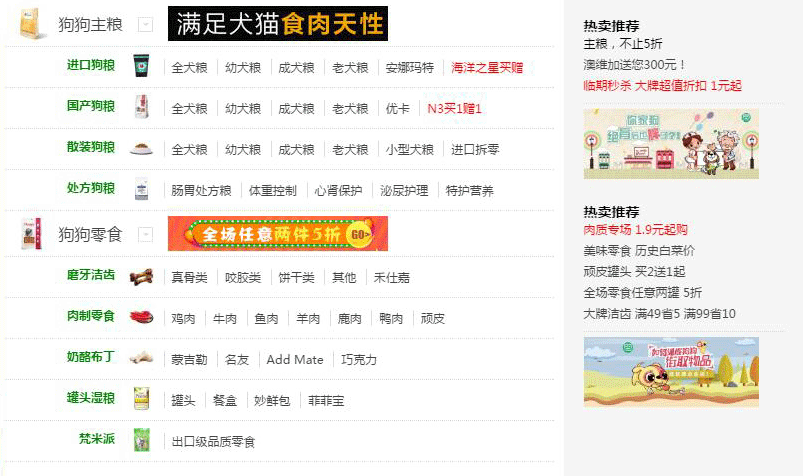 狗狗主粮 满足犬猫食肉天性
进口狗粮 全犬粮 幼犬粮 成犬粮 老犬粮 安娜玛特 海洋之星买赠
国产狗粮 全犬粮 幼犬粮 成犬粮 老犬粮 优卡 N3买1赠1
散装狗粮 全犬粮 幼犬粮 成犬粮 老犬粮 小型犬粮 进口拆零
处方狗粮 肠胃处方粮 体重控制 心肾保护 泌尿护理 特护营养
狗狗零食 全场任意两件5折 GO>
磨牙洁齿 真骨类 咬胶类 饼干类 其他 禾仕嘉
肉制零食 鸡肉 牛肉 鱼肉 羊肉 鹿肉 鸭肉 顽皮
奶酪布丁 蒙吉勒 名友 Add Mate 巧克力
罐头湿粮 罐头 餐盒 妙鲜包 菲菲宝
梵米派 出口级品质零食
热卖推荐
主粮，不止5折
澳维加送您300元！
临期秒杀 大牌超值折扣 1元起
你家狗
热卖推荐
肉质专场 1.9元起购
美味零食 历史白菜价
顽皮罐头 买2送1起
全场零食任意两罐 5折
大牌洁齿 满49省5 满99省10
如何训练狗狗
衔取物品